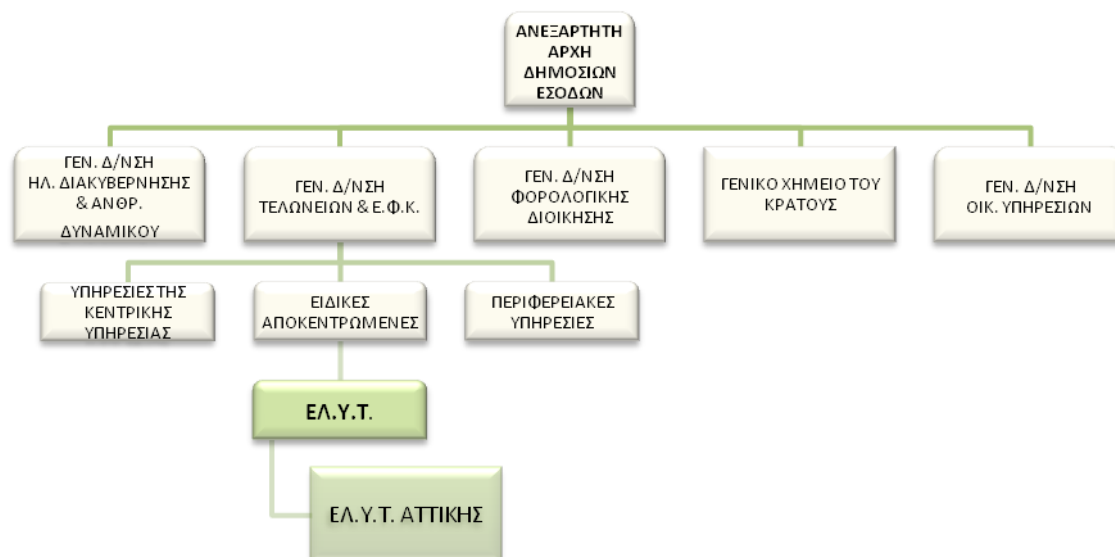 ΑΝΕΞΑΡΤΗΤΗ
ΑΡΧΗ
ΔΗΜΟΣΙΩΝ
ΕΣΟΔΩΝ
ΓΕΝ. Δ/ΝΣΗ
ΗΛ. ΔΙΑΚΥΒΕΡΝΗΣΗΣ
& ΑΝΘΡ.
ΔΥΝΑΜΙΚΟΥ
ΓΕΝ. Δ/ΝΣΗ
ΤΕΛΩΝΕΙΩΝ & Ε.Φ.Κ.
ΓΕΝ. Δ/ΝΣΗ
ΦΟΡΟΛΟΓΙΚΗΣ
ΔΙΟΙΚΗΣΗΣ
ΓΕΝΙΚΟ ΧΗΜΕΙΟ ΤΟΥ
ΚΡΑΤΟΥΣ
ΓΕΝ. Δ/ΝΣΗ
ΟΙΚ. ΥΠΗΡΕΣΙΩΝ
ΥΠΗΡΕΣΙΕΣ ΤΗΣ
ΚΕΝΤΡΙΚΗΣ
ΥΠΗΡΕΣΙΑΣ
ΕΙΔΙΚΕΣ
ΑΠΟΚΕΝΤΡΩΜΕΝΕΣ
ΠΕΡΙΦΕΡΕΙΑΚΕΣ
ΥΠΗΡΕΣΙΕΣ
ΕΛ.Υ.Τ.
ΕΛ.Υ.Τ. ΑΤΤΙΚΗΣ